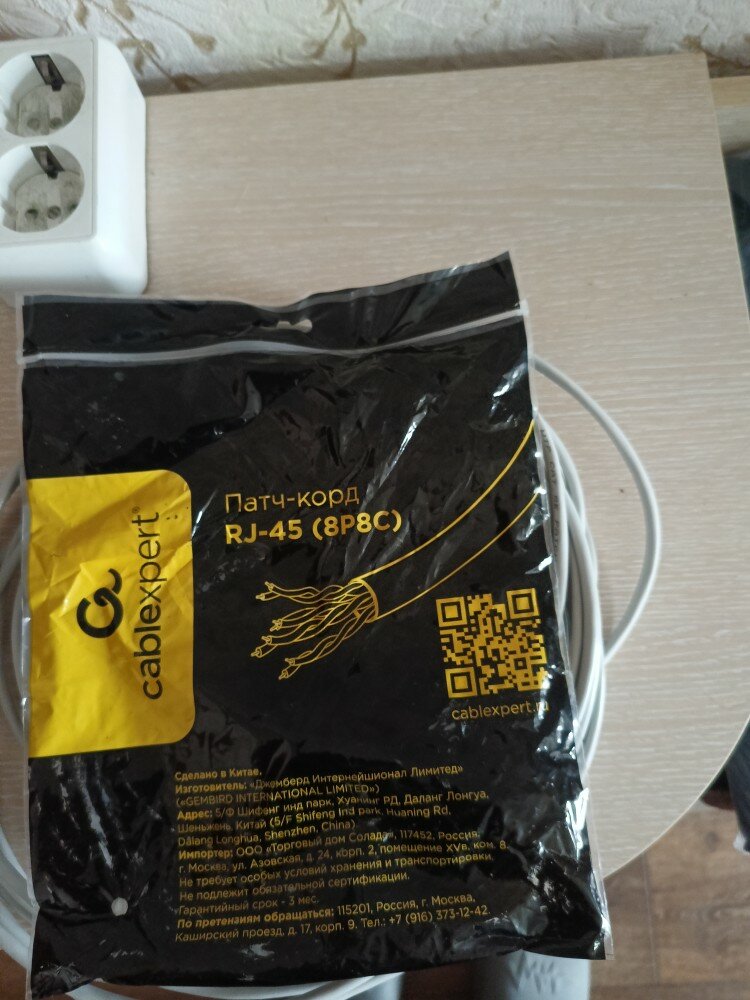 Патч-корд
RJ-45 (8P8C)
cablexpert®
cablexpert.ru
Сделано в Китае.
Изготовитель: «Джемберд Интернейшионал Лимитед»
(«GEMBIRD INTERNATIONAL LIMITED»)
Адрес: 5/Ф Шифенг инд парк, Хуанинг РД, Даланг Лонгуа,
Шеньжень, Китай (5/F Shifeng Ind park, Huaning Rd,
Dalang Longhua, Shenzhen, China)
Импортер: ООО «Торговый дом Солада», 117452, Россия,
г. Москва, ул. Азовская, д. 24, корп. 2, помещение XVв, ком. 8
Не требует особых условий хранения и транспортировки.
Не подлежит обязательной сертификации.
Гарантийный срок - 3 мес.
По претензиям обращаться: 115201, Россия, г. Москва,
Каширский проезд, д. 17, корп. 9. Тел.: +7 (916) 373-12-42.